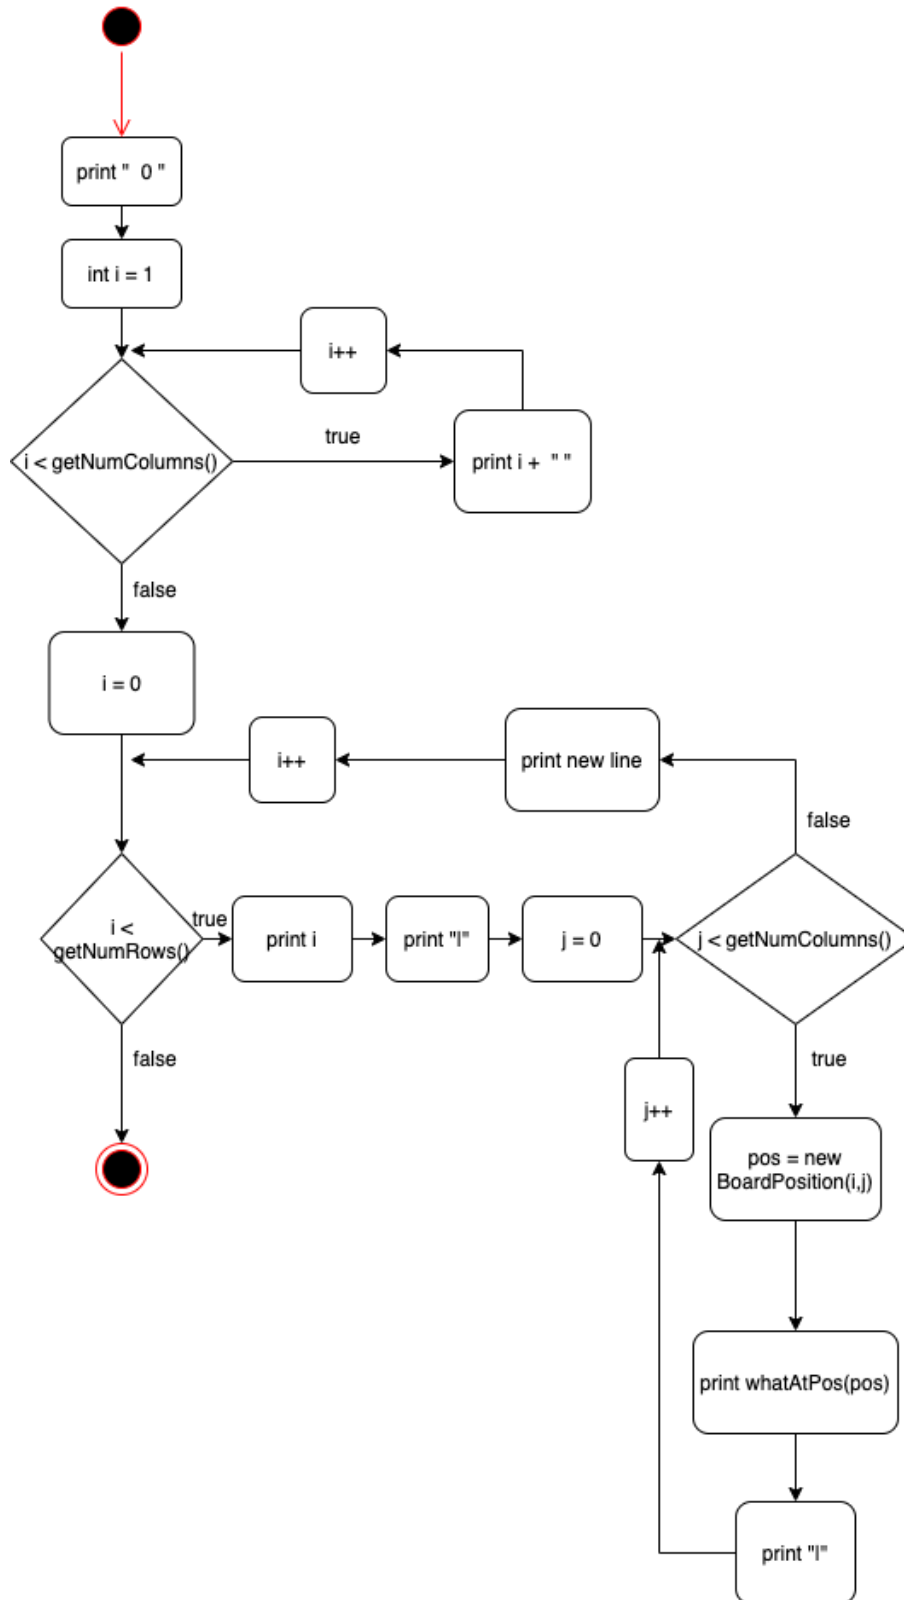 print "  0 "
int i = 1
i++
i < getNumColumns()
true
print i +  " "
false
i = 0
i++
print new line
false
i <
getNumRows()
true
print i
print "|"
j = 0
j < getNumColumns()
false
true
j++
pos = new
BoardPosition(i,j)
print whatAtPos(pos)
print "|"